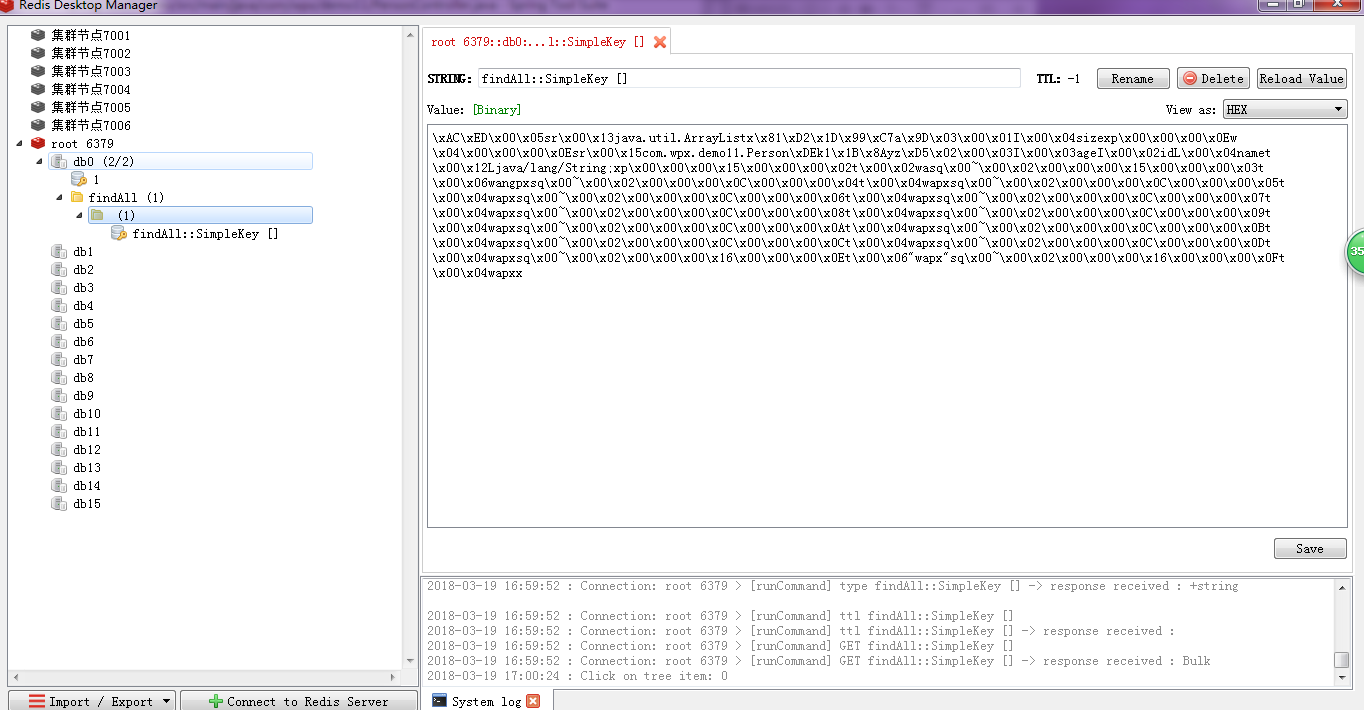 Redis Desktop Manager
集群节点7001
集群节点7002
集群节点7003
集群节点7004
集群节点7005
集群节点7006
root 6379
db0 (2/2)
1
findAll (1)
(1)
findAll::SimpleKey []
db1
db2
db3
db4
db5
db6
db7
db8
db9
db10
db11
db12
db13
db14
db15
Import / Export
Connect to Redis Server
root 6379::db0:...l::SimpleKey []
STRING: findAll::SimpleKey [] TTL: -1 Rename Delete Reload Value
Value: [Binary] View as: HEX
\xAC\xED\x00\x05sr\x00\x13java.util.ArrayListx\x81\xD2\x1D\x99\xC7a\x9D\x03\x00\x01I\x00\x04sizexp\x00\x00\x00\x0Ew
\x04\x00\x00\x00\x0Esr\x00\x15com.wpx.demo11.Person\xDEk1\x1B\x8Ayz\xD5\x02\x00\x03I\x00\x03ageI\x00\x02idL\x00\x04namet
\x00\x12Ljava/lang/String;xp\x00\x00\x00\x15\x00\x00\x00\x02t\x00\x02wasq\x00~\x00\x02\x00\x00\x00\x15\x00\x00\x00\x03t
\x00\x06wangpxsq\x00~\x00\x02\x00\x00\x00\x0C\x00\x00\x00\x04t\x00\x04wapxsq\x00~\x00\x02\x00\x00\x00\x0C\x00\x00\x00\x05t
\x00\x04wapxsq\x00~\x00\x02\x00\x00\x00\x0C\x00\x00\x00\x06t\x00\x04wapxsq\x00~\x00\x02\x00\x00\x00\x0C\x00\x00\x00\x07t
\x00\x04wapxsq\x00~\x00\x02\x00\x00\x00\x0C\x00\x00\x00\x08t\x00\x04wapxsq\x00~\x00\x02\x00\x00\x00\x0C\x00\x00\x00\x09t
\x00\x04wapxsq\x00~\x00\x02\x00\x00\x00\x0C\x00\x00\x00\x0At\x00\x04wapxsq\x00~\x00\x02\x00\x00\x00\x0C\x00\x00\x00\x0Bt
\x00\x04wapxsq\x00~\x00\x02\x00\x00\x00\x0C\x00\x00\x00\x0Ct\x00\x04wapxsq\x00~\x00\x02\x00\x00\x00\x0C\x00\x00\x00\x0Dt
\x00\x04wapxsq\x00~\x00\x02\x00\x00\x00\x16\x00\x00\x00\x0Et\x00\x06"wapx"sq\x00~\x00\x02\x00\x00\x00\x16\x00\x00\x00\x0Ft
\x00\x04wapxx
35
Save
2018-03-19 16:59:52 : Connection: root 6379 > [runCommand] type findAll::SimpleKey [] -> response received : +string
2018-03-19 16:59:52 : Connection: root 6379 > [runCommand] ttl findAll::SimpleKey []
2018-03-19 16:59:52 : Connection: root 6379 > [runCommand] ttl findAll::SimpleKey [] -> response received :
2018-03-19 16:59:52 : Connection: root 6379 > [runCommand] GET findAll::SimpleKey []
2018-03-19 16:59:52 : Connection: root 6379 > [runCommand] GET findAll::SimpleKey [] -> response received : Bulk
2018-03-19 17:00:24 : Click on tree item: 0
System log